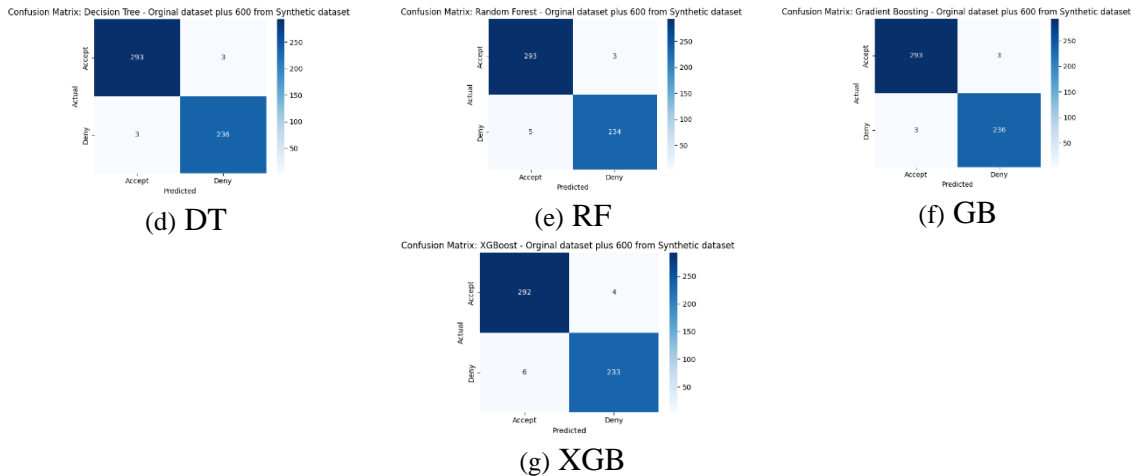 Confusion Matrix: Decision Tree - Orginal dataset plus 600 from Synthetic dataset
Accept
Deny
Actual
293
3
3
236
Accept
Deny
Predicted
250
200
150
100
50
(d) DT
Confusion Matrix: Random Forest - Orginal dataset plus 600 from Synthetic dataset
Accept
Deny
Actual
293
3
5
234
Accept
Deny
Predicted
250
200
150
100
50
(e) RF
Confusion Matrix: Gradient Boosting - Orginal dataset plus 600 from Synthetic dataset
Accept
Deny
Actual
293
3
3
236
Accept
Deny
Predicted
250
200
150
100
50
(f) GB
Confusion Matrix: XGBoost - Orginal dataset plus 600 from Synthetic dataset
Accept
Deny
Actual
292
4
6
233
Accept
Deny
Predicted
250
200
150
100
50
(g) XGB